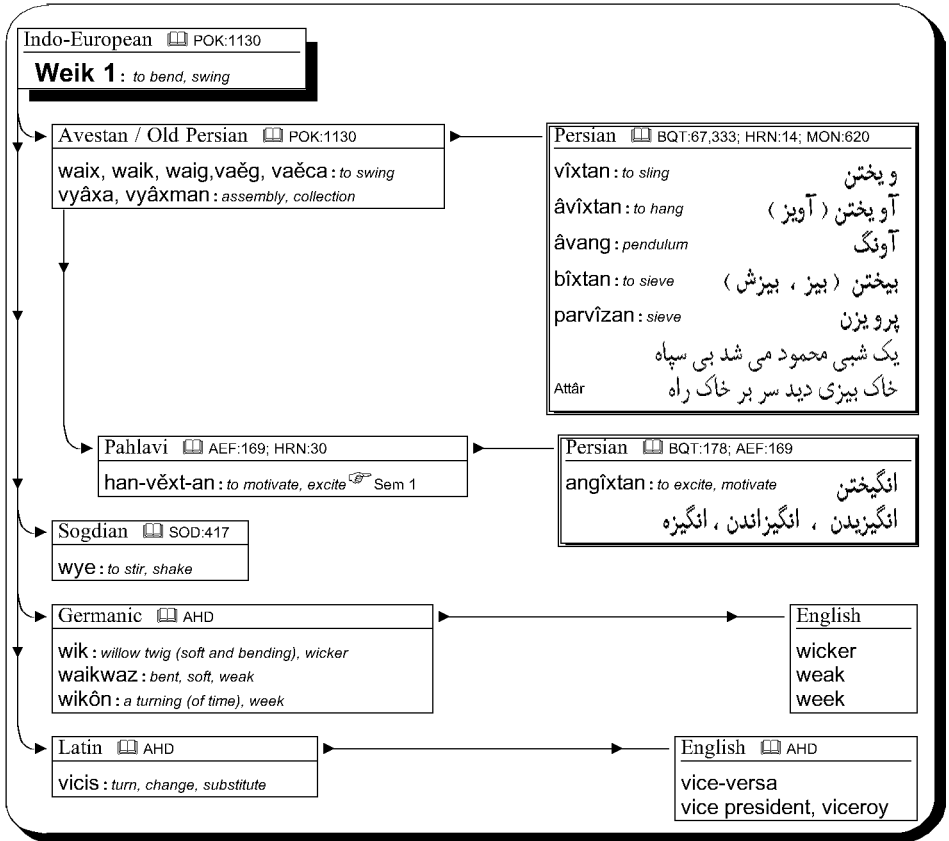 Indo-European POK:1130
Weik 1 : to bend, swing
Avestan / Old Persian POK:1130
waix, waik, waig,vaěg, vaěca : to swing
vyâxa, vyâxman : assembly, collection
Persian BQT:67,333; HRN:14; MON:620
vîxtan : to sling ویختن
âvîxtan : to hang آویختن ( آویز )
âvang : pendulum آونگ
bîxtan : to sieve بیختن ( بیز ، بیزش )
parvîzan : sieve پرویزن
یک شبی محمود می شد بی سپاه
Attâr خاک بیزی دید سر بر خاک راه
Pahlavi AEF:169; HRN:30
han-věxt-an : to motivate, excite ☞ Sem 1
Persian BQT:178; AEF:169
angîxtan : to excite, motivate انگیختن
انگیزیدن ، انگیزاندن ، انگیزه
Sogdian SOD:417
wye : to stir, shake
Germanic AHD
wik : willow twig (soft and bending), wicker
waikwaz : bent, soft, weak
wikôn : a turning (of time), week
English
wicker
weak
week
Latin AHD
vicis : turn, change, substitute
English AHD
vice-versa
vice president, viceroy